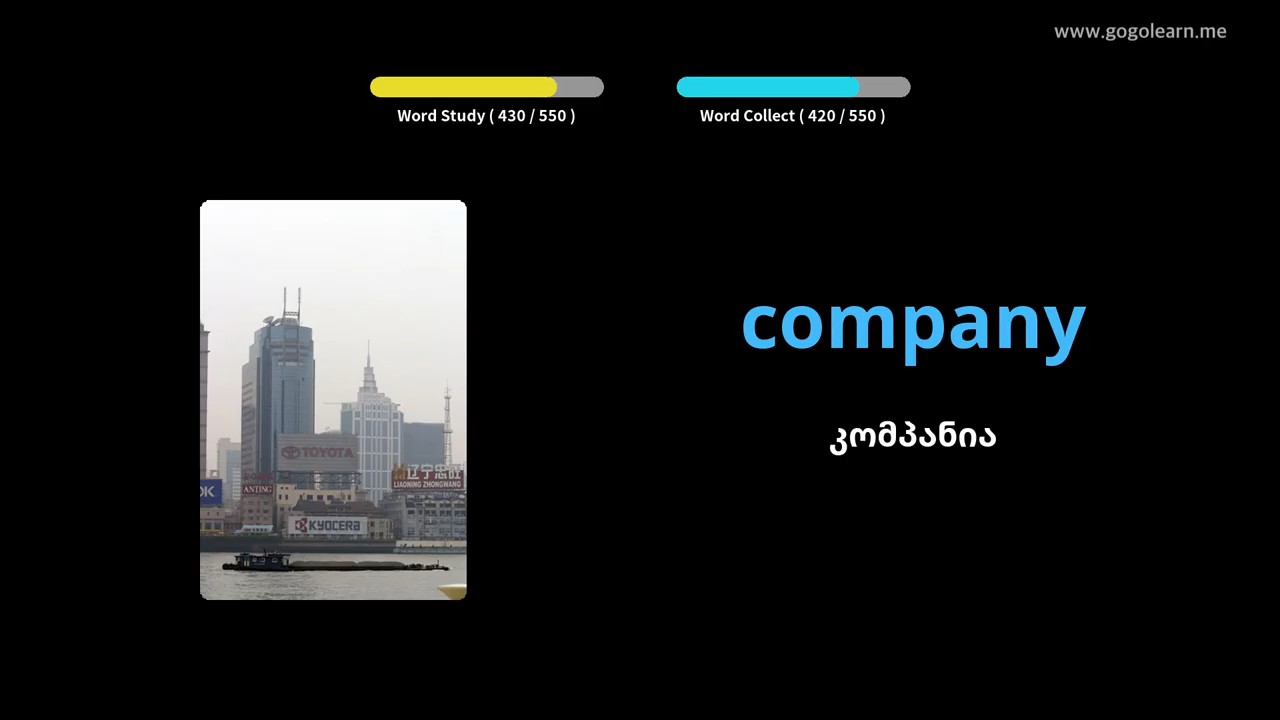 www.gogolearn.me
Word Study ( 430 / 550 )
Word Collect ( 420 / 550 )
company
კომპანია
TOYOTA
辽宁忠旺
LIAONING ZHONGWANG
ANTING
OK
KYOCERA